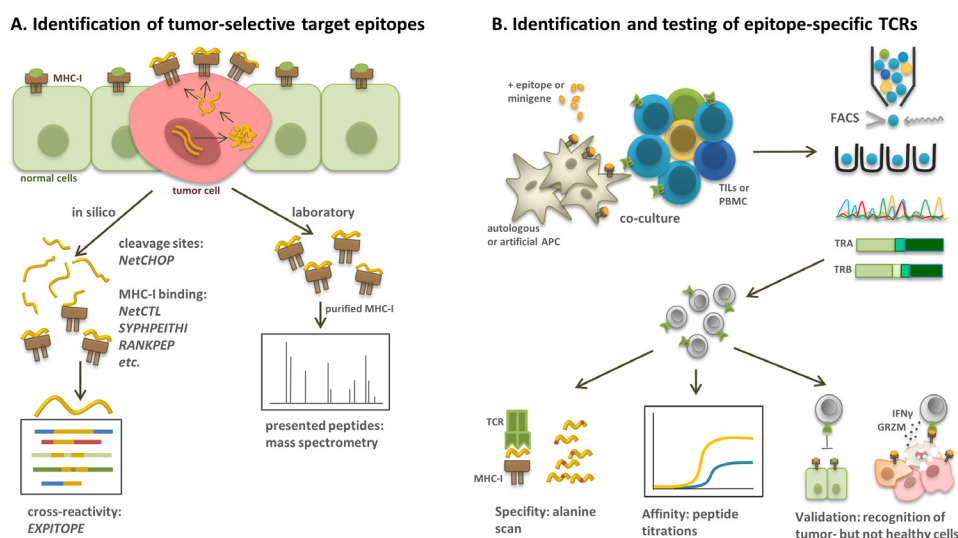 A. Identification of tumor-selective target epitopes
MHC-I
normal cells
tumor cell
in silico
laboratory
cleavage sites:
NetCHOP
MHC-I binding:
NetCTL
SYPHPEITHI
RANKPEP
etc.
purified MHC-I
presented peptides:
mass spectrometry
cross-reactivity:
EXPITOPE
B. Identification and testing of epitope-specific TCRs
+ epitope or
minigene
autologous
or artificial APC
co-culture
TILs or
PBMC
FACS
TRA
TRB
TCR
MHC-I
Specifity: alanine
scan
Affinity: peptide
titrations
IFNγ
GRZM
Validation: recognition of
tumor- but not healthy cells